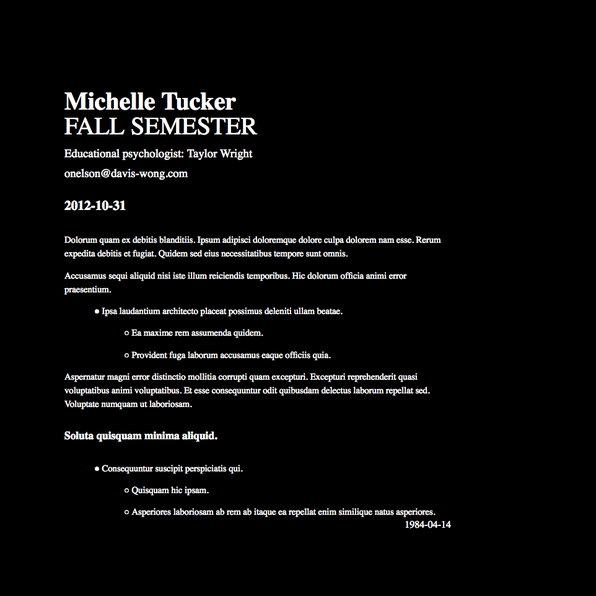 Michelle Tucker
FALL SEMESTER
Educational psychologist: Taylor Wright
onelson@davis-wong.com
2012-10-31
Dolorum quam ex debitis blanditiis. Ipsum adipisci doloremque dolore culpa dolorem nam esse. Rerum
expedita debitis et fugiat. Quidem sed eius necessitatibus tempore sunt omnis.
Accusamus sequi aliquid nisi iste illum reiciendis temporibus. Hic dolorum officia animi error
praesentium.
• Ipsa laudantium architecto placeat possimus deleniti ullam beatae.
○ Ea maxime rem assumenda quidem.
○ Provident fuga laborum accusamus eaque officiis quia.
Aspernatur magni error distinctio mollitia corrupti quam excepturi. Excepturi reprehenderit quasi
voluptatibus animi voluptatibus. Et esse consequuntur odit quibusdam delectus laborum repellat sed.
Voluptate numquam ut laboriosam.
Soluta quisquam minima aliquid.
• Consequuntur suscipit perspiciatis qui.
○ Quisquam hic ipsam.
○ Asperiores laboriosam ab rem ab itaque ea repellat enim similique natus asperiores.
1984-04-14